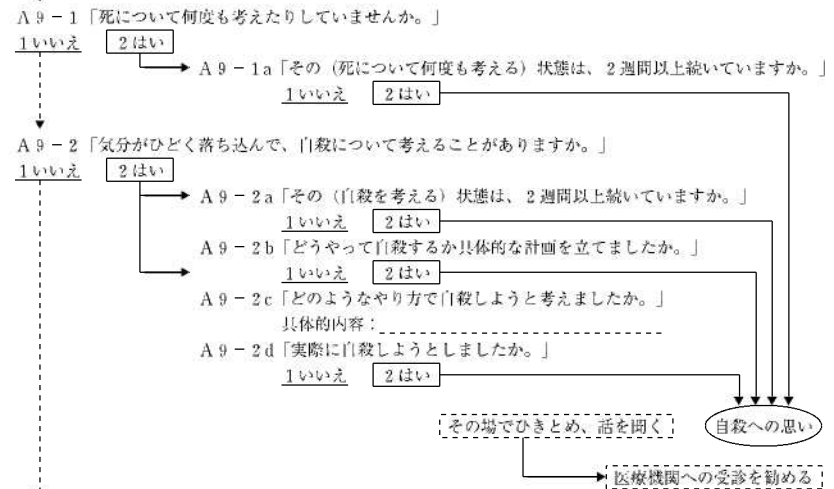 A9－1「死について何度も考えたりしていませんか。」
1いいえ 2はい
A9－1a「その（死について何度も考える）状態は、2週間以上続いていますか。」
1いいえ 2はい
A9－2「気分がひどく落ち込んで、自殺について考えることがありますか。」
1いいえ 2はい
A9－2a「その（自殺を考える）状態は、2週間以上続いていますか。」
1いいえ 2はい
A9－2b「どうやって自殺するか具体的な計画を立てましたか。」
1いいえ 2はい
A9－2c「どのようなやり方で自殺しようと考えましたか。」
具体的内容：
A9－2d「実際に自殺しようとしましたか。」
1いいえ 2はい
その場でひきとめ、話を聞く 自殺への思い
医療機関への受診を勧める